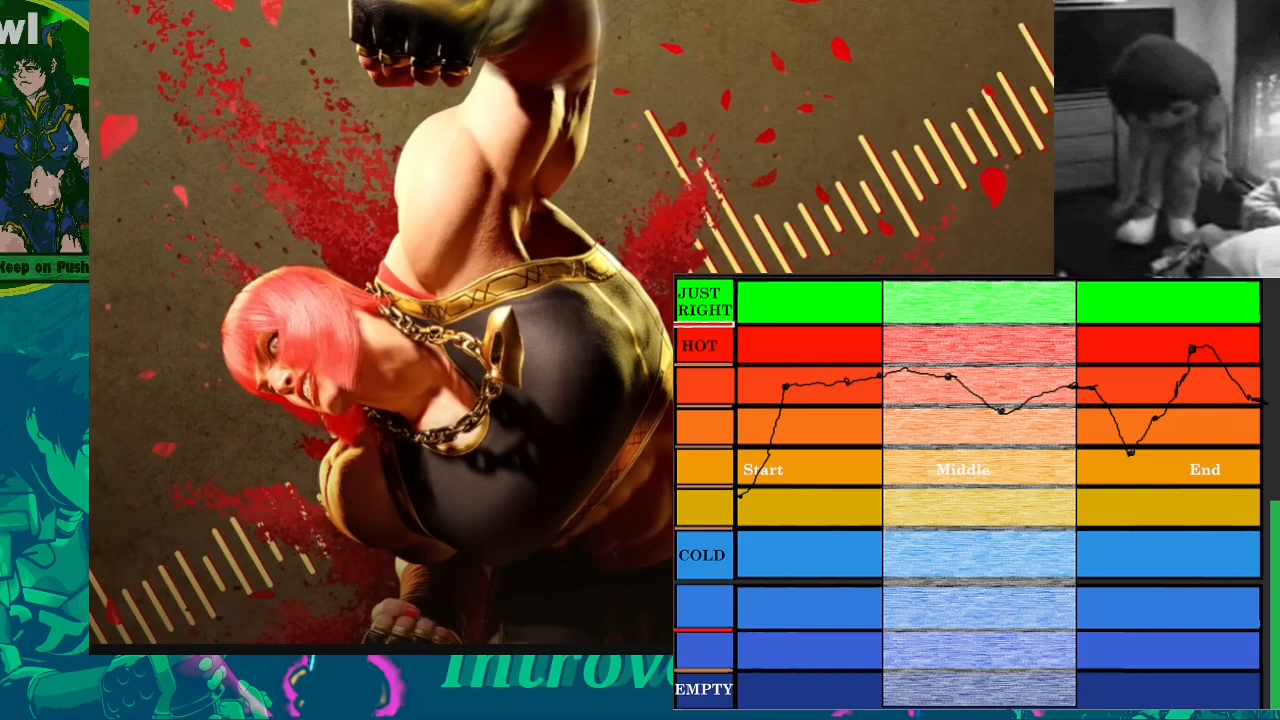 wl
Keep on Push
JUST
RIGHT
HOT
Start
Middle
End
COLD
EMPTY
Introve